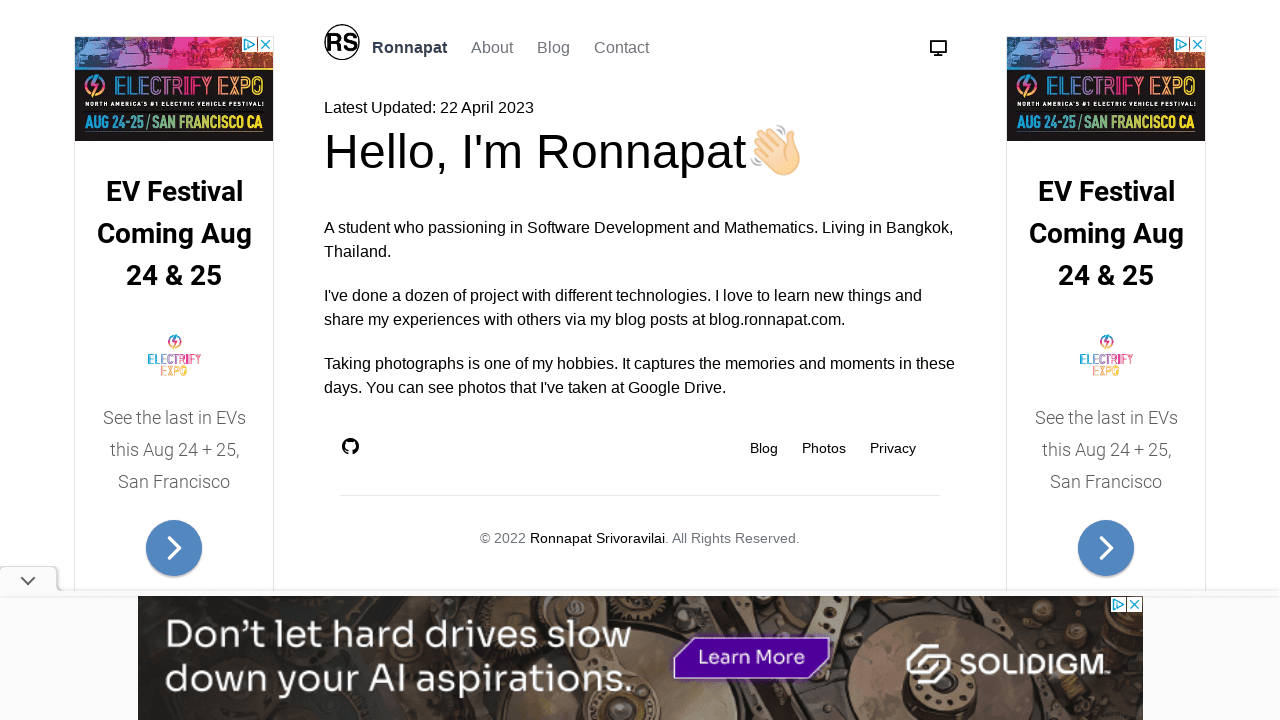 RS Ronnapat About Blog Contact
Latest Updated: 22 April 2023
Hello, I'm Ronnapat👋🏼
A student who passioning in Software Development and Mathematics. Living in Bangkok,
Thailand.
I've done a dozen of project with different technologies. I love to learn new things and
share my experiences with others via my blog posts at blog.ronnapat.com.
Taking photographs is one of my hobbies. It captures the memories and moments in these
days. You can see photos that I've taken at Google Drive.
Blog Photos Privacy
© 2022 Ronnapat Srivoravilai. All Rights Reserved.
ELECTRIFY EXPO
NORTH AMERICA'S #1 ELECTRIC VEHICLE FESTIVAL!
AUG 24-25 / SAN FRANCISCO CA
EV Festival
Coming Aug
24 & 25
ELECTRIFY
EXPO
See the last in EVs
this Aug 24 + 25,
San Francisco
ELECTRIFY EXPO
NORTH AMERICA'S #1 ELECTRIC VEHICLE FESTIVAL!
AUG 24-25 / SAN FRANCISCO CA
EV Festival
Coming Aug
24 & 25
ELECTRIFY
EXPO
See the last in EVs
this Aug 24 + 25,
San Francisco
Don't let hard drives slow
down your AI aspirations.
Learn More
SOLIDIGM™